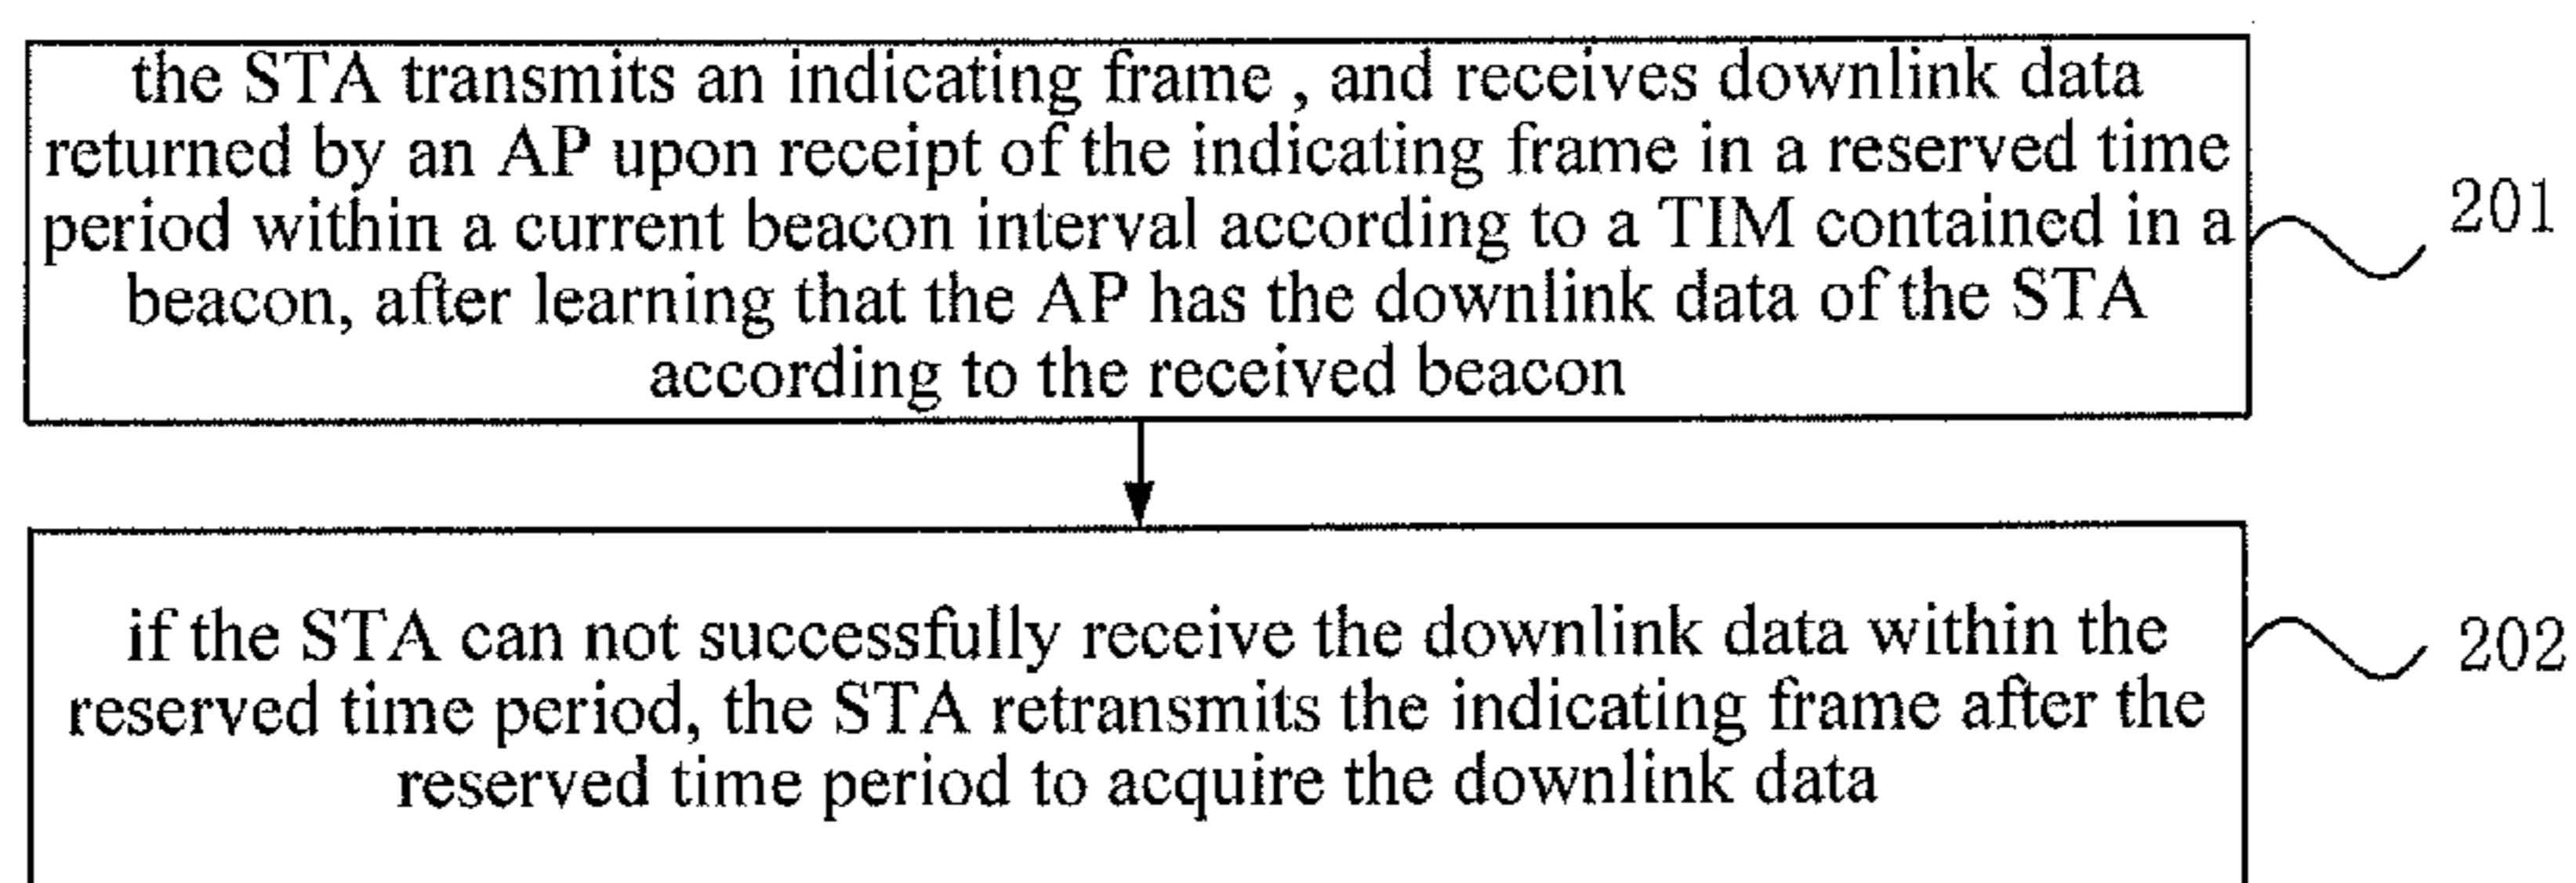 the STA transmits an indicating frame , and receives downlink data
returned by an AP upon receipt of the indicating frame in a reserved time
period within a current beacon interval according to a TIM contained in a
beacon, after learning that the AP has the downlink data of the STA
according to the received beacon
201
if the STA can not successfully receive the downlink data within the
reserved time period, the STA retransmits the indicating frame after the
reserved time period to acquire the downlink data
202